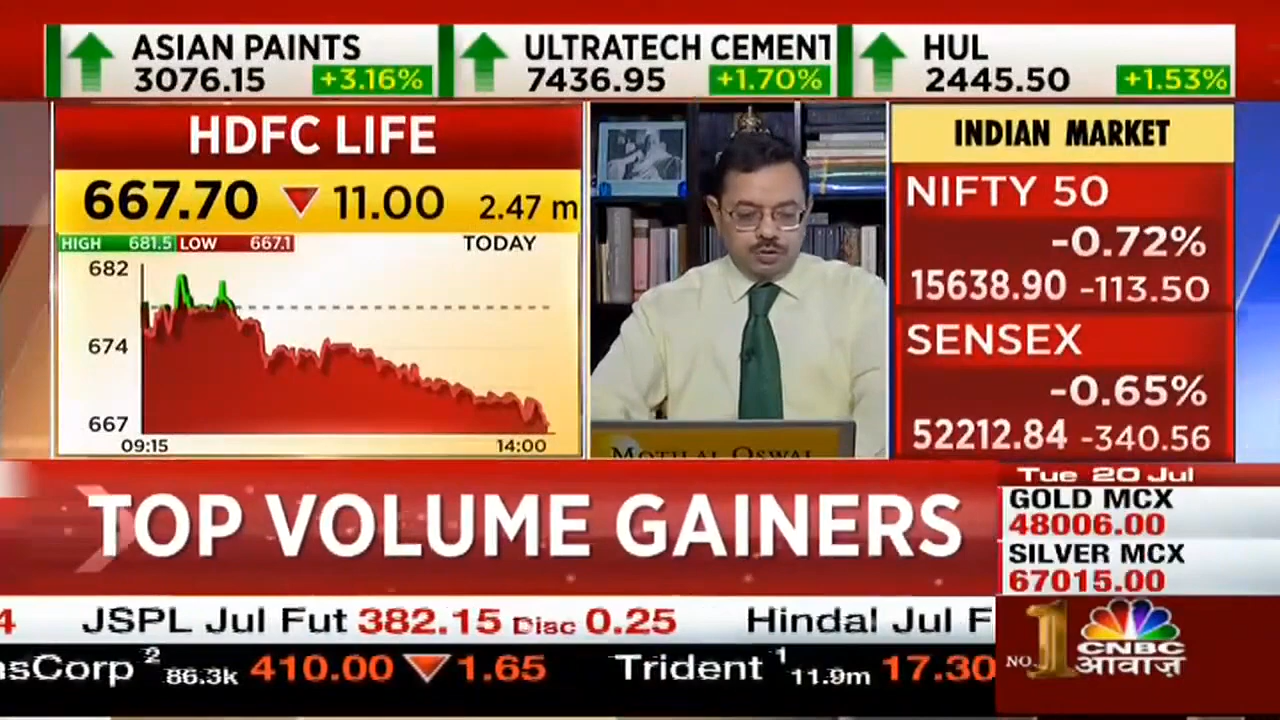 ASIAN PAINTS
3076.15 +3.16%
ULTRATECH CEMENT
7436.95 +1.70%
HUL
2445.50 +1.53%
HDFC LIFE
667.70 ▼ 11.00 2.47 m
HIGH 681.5 LOW 667.1 TODAY
682
674
667
09:15 14:00
MOTILAL OSWAL
INDIAN MARKET
NIFTY 50
-0.72%
15638.90 -113.50
SENSEX
-0.65%
52212.84 -340.56
TOP VOLUME GAINERS
Tue 20 Jul
GOLD MCX
48006.00
SILVER MCX
67015.00
4 JSPL Jul Fut 382.15 Disc 0.25 Hindal Jul F
nsCorp 2 86.3k 410.00 ▼ 1.65 Trident 1 11.9m 17.30
NO. 1 CNBC
आवाज़